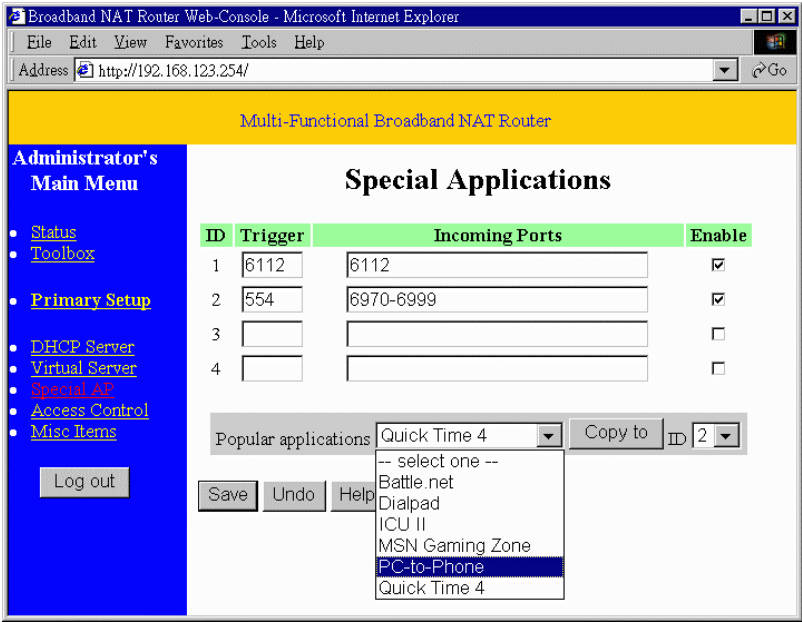 Broadband NAT Router Web-Console - Microsoft Internet Explorer
File Edit View Favorites Tools Help
Address http://192.168.123.254/ Go
Multi-Functional Broadband NAT Router
Administrator's
Main Menu
Status
Toolbox
Primary Setup
DHCP Server
Virtual Server
Special AP
Access Control
Misc Items
Log out
Special Applications
ID Trigger Incoming Ports Enable
1 6112 6112
2 554 6970-6999
3
4
Popular applications Quick Time 4 Copy to ID 2
-- select one --
Battle.net
Dialpad
ICU II
MSN Gaming Zone
PC-to-Phone
Quick Time 4
Save Undo Help